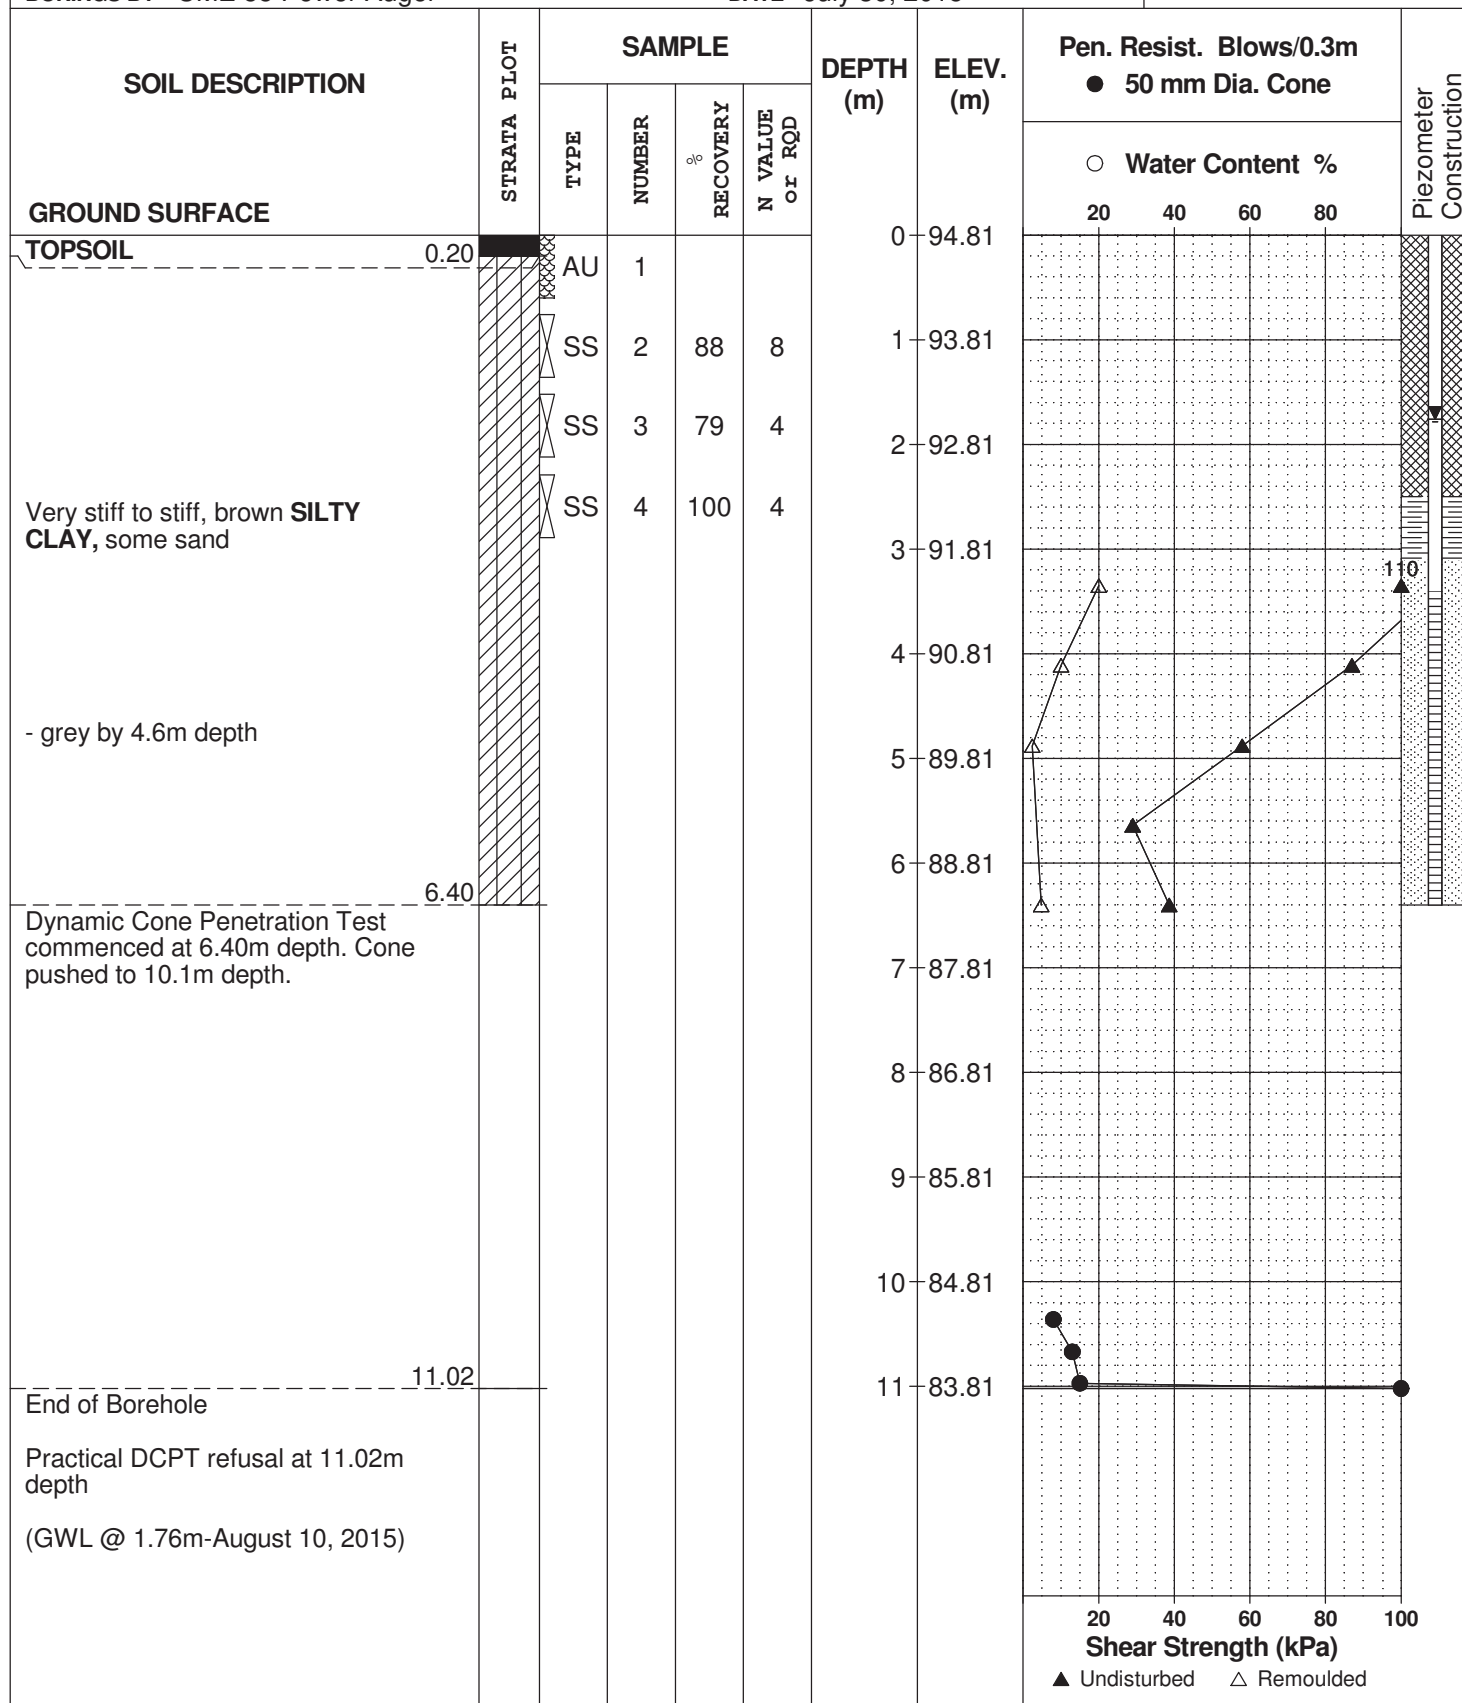 SOIL DESCRIPTION
GROUND SURFACE
STRATA PLOT
SAMPLE
TYPE
NUMBER
% RECOVERY
N VALUE or RQD
DEPTH (m)
ELEV. (m)
Pen. Resist. Blows/0.3m
● 50 mm Dia. Cone
○ Water Content %
20 40 60 80
Piezometer Construction
TOPSOIL 0.20
AU 1
SS 2 88 8
SS 3 79 4
SS 4 100 4
Very stiff to stiff, brown SILTY
CLAY, some sand
- grey by 4.6m depth
6.40
Dynamic Cone Penetration Test
commenced at 6.40m depth. Cone
pushed to 10.1m depth.
11.02
End of Borehole
Practical DCPT refusal at 11.02m
depth
(GWL @ 1.76m-August 10, 2015)
0 94.81
1 93.81
2 92.81
3 91.81
4 90.81
5 89.81
6 88.81
7 87.81
8 86.81
9 85.81
10 84.81
11 83.81
110
20 40 60 80 100
Shear Strength (kPa)
▲ Undisturbed △ Remoulded